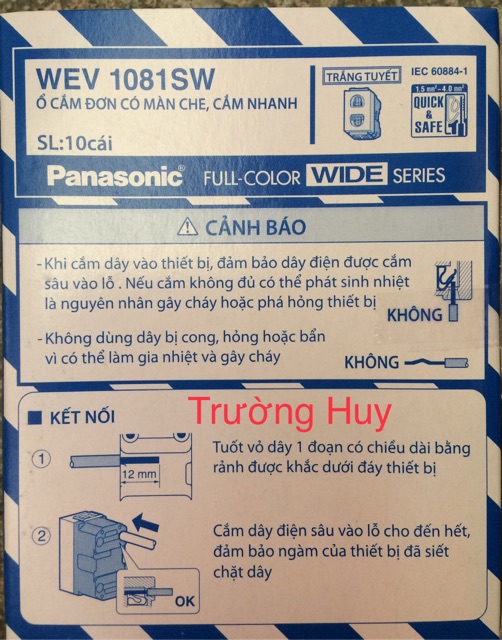 WEV 1081SW
Ổ CẮM ĐƠN CÓ MÀN CHE, CẮM NHANH
SL:10cái
TRẮNG TUYẾT
IEC 60884-1
1.5 mm²-4.0 mm²
QUICK
& SAFE
Panasonic® FULL-COLOR WIDE SERIES
⚠ CẢNH BÁO
-Khi cắm dây vào thiết bị, đảm bảo dây điện được cắm
sâu vào lỗ . Nếu cắm không đủ có thể phát sinh nhiệt
là nguyên nhân gây cháy hoặc phá hỏng thiết bị
KHÔNG
-Không dùng dây bị cong, hỏng hoặc bẩn
vì có thể làm gia nhiệt và gây cháy
KHÔNG
Trường Huy
■ KẾT NỐI
1
12 mm
Tuốt vỏ dây 1 đoạn có chiều dài bằng
rảnh được khắc dưới đáy thiết bị
2
OK
Cắm dây điện sâu vào lỗ cho đến hết,
đảm bảo ngàm của thiết bị đã siết
chặt dây